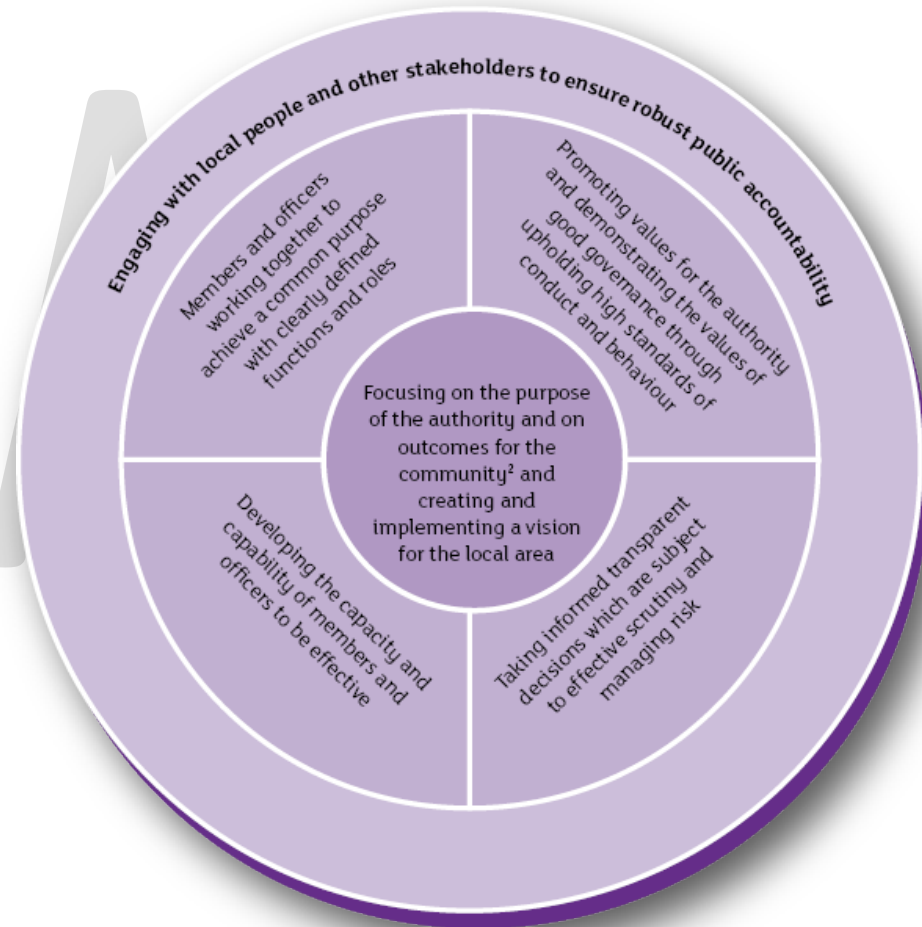 Engaging with local people and other stakeholders to ensure robust public accountability
Members and officers
working together to
achieve a common purpose
with clearly defined
functions and roles
Promoting values for the authority
and demonstrating the values of
good governance through
upholding high standards of
conduct and behaviour
Focusing on the purpose
of the authority and on
outcomes for the
community² and
creating and
implementing a vision
for the local area
Developing the capacity and
capability of members and
officers to be effective
Taking informed transparent
decisions which are subject
to effective scrutiny and
managing risk